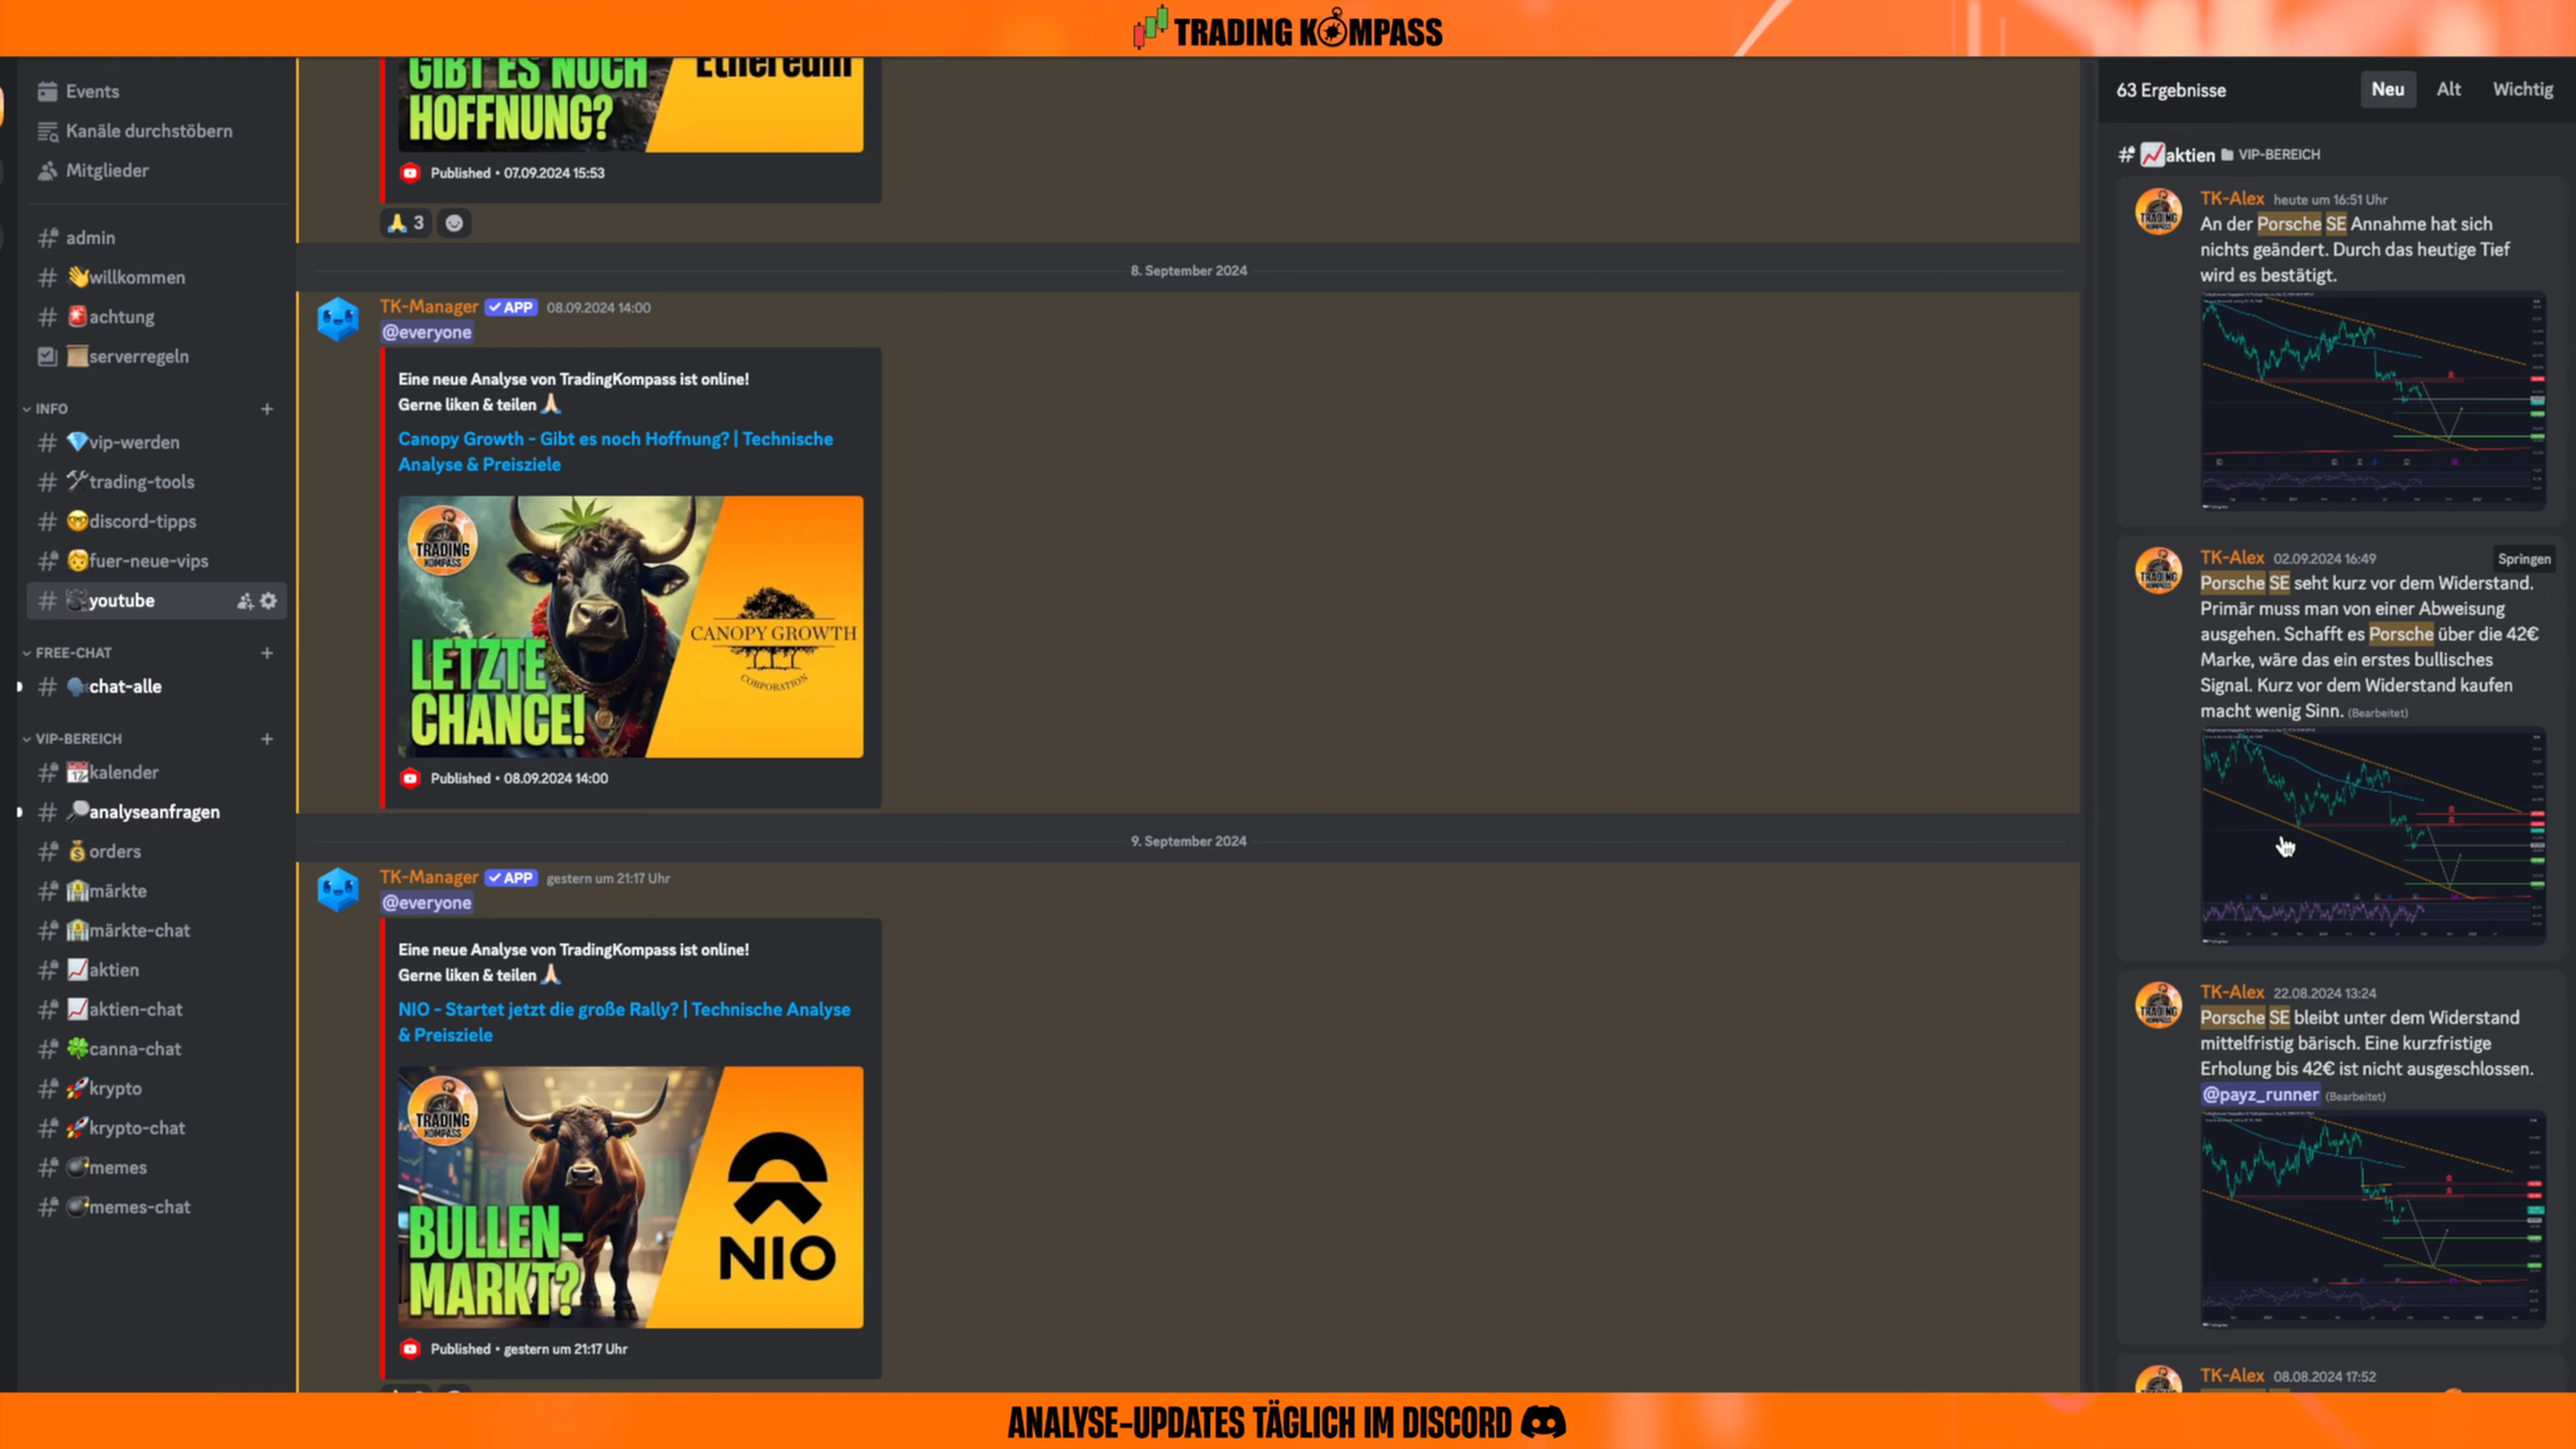 TRADING KOMPASS
Events
Kanäle durchstöbern
Mitglieder
admin
willkommen
achtung
serverregeln
INFO
vip-werden
trading-tools
discord-tipps
fuer-neue-vips
youtube
FREE-CHAT
chat-alle
VIP-BEREICH
kalender
analyseanfragen
orders
märkte
märkte-chat
aktien
aktien-chat
canna-chat
krypto
krypto-chat
memes
memes-chat
GIBT ES NOCH
HOFFNUNG?
Ethereum
Published • 07.09.2024 15:53
3
8. September 2024
TK-Manager APP 08.09.2024 14:00
@everyone
Eine neue Analyse von TradingKompass ist online!
Gerne liken & teilen
Canopy Growth - Gibt es noch Hoffnung? | Technische
Analyse & Preisziele
TRADING
KOMPASS
LETZTE
CHANCE!
CANOPY GROWTH
CORPORATION
Published • 08.09.2024 14:00
9. September 2024
TK-Manager APP gestern um 21:17 Uhr
@everyone
Eine neue Analyse von TradingKompass ist online!
Gerne liken & teilen
NIO - Startet jetzt die große Rally? | Technische Analyse
& Preisziele
TRADING
KOMPASS
BULLEN-
MARKT?
NIO
Published • gestern um 21:17 Uhr
63 Ergebnisse Neu Alt Wichtig
aktien VIP-BEREICH
TK-Alex heute um 16:51 Uhr
An der Porsche SE Annahme hat sich
nichts geändert. Durch das heutige Tief
wird es bestätigt.
TK-Alex 02.09.2024 16:49 Springen
Porsche SE seht kurz vor dem Widerstand.
Primär muss man von einer Abweisung
ausgehen. Schafft es Porsche über die 42€
Marke, wäre das ein erstes bullisches
Signal. Kurz vor dem Widerstand kaufen
macht wenig Sinn. (Bearbeitet)
TK-Alex 22.08.2024 13:24
Porsche SE bleibt unter dem Widerstand
mittelfristig bärisch. Eine kurzfristige
Erholung bis 42€ ist nicht ausgeschlossen.
@payz_runner (Bearbeitet)
TK-Alex 08.08.2024 17:52
ANALYSE-UPDATES TÄGLICH IM DISCORD